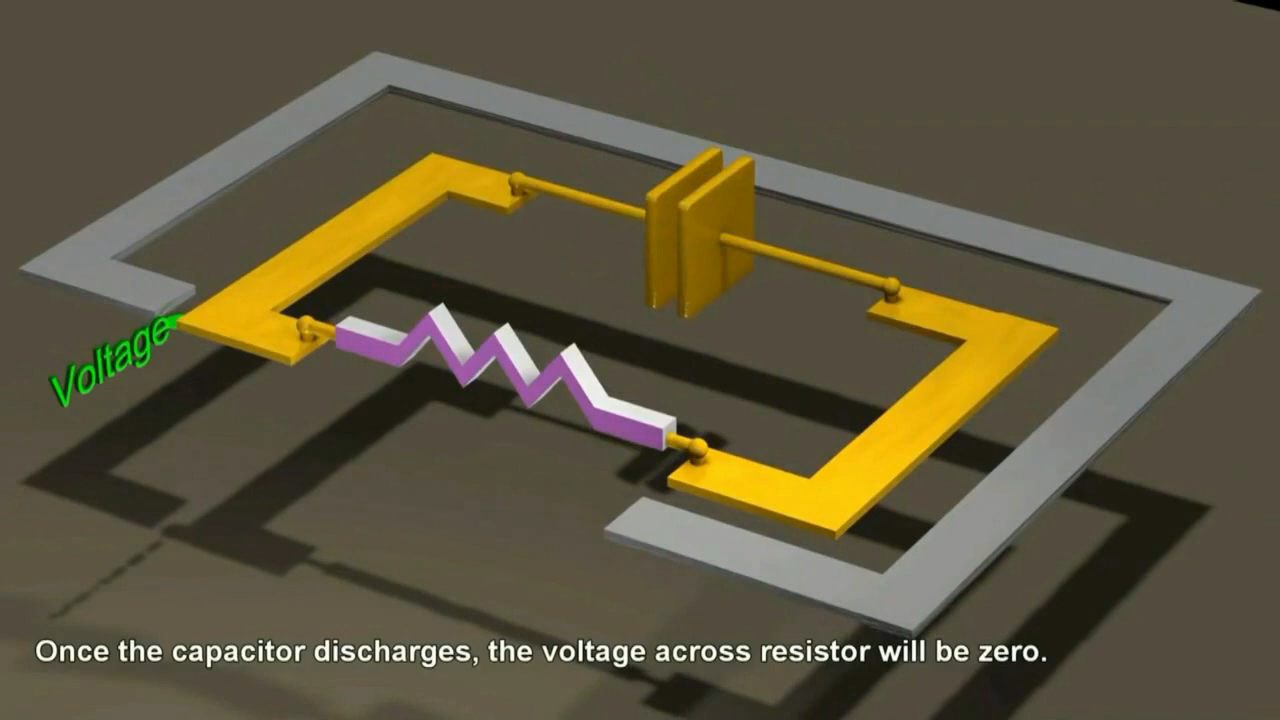 Voltage
Once the capacitor discharges, the voltage across resistor will be zero.